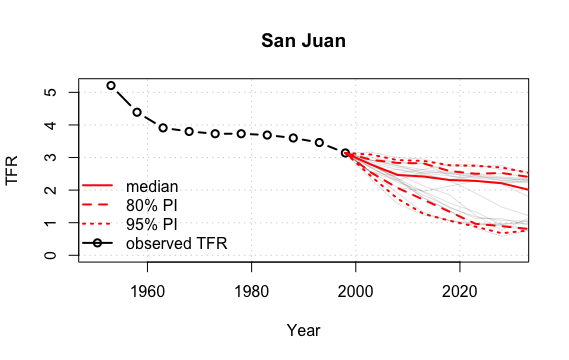 San Juan
TFR
5
4
3
2
1
0
median
80% PI
95% PI
observed TFR
1960 1980 2000 2020
Year